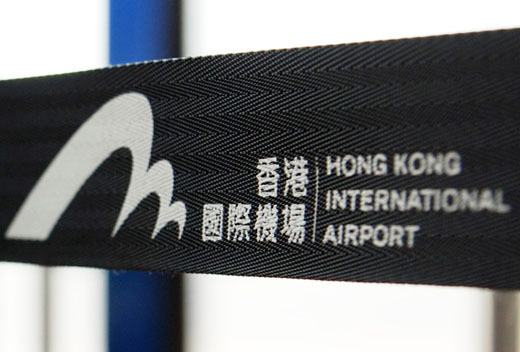 香港
國際機場
HONG KONG
INTERNATIONAL
AIRPORT